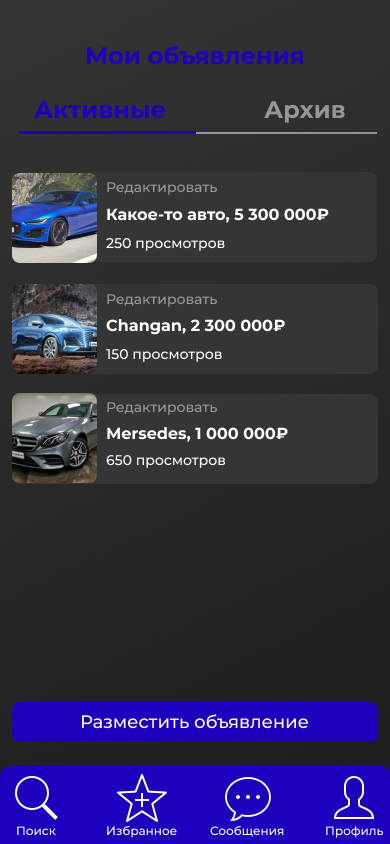 Мои объявления
Активные Архив
Редактировать
Какое-то авто, 5 300 000₽
250 просмотров
Редактировать
Changan, 2 300 000₽
150 просмотров
Редактировать
Mersedes, 1 000 000₽
650 просмотров
Разместить объявление
Поиск Избранное Сообщения Профиль